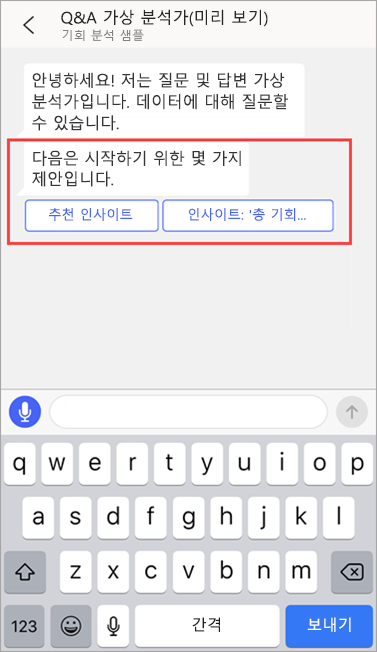 Q&A 가상 분석가(미리 보기)
기회 분석 샘플
안녕하세요! 저는 질문 및 답변 가상
분석가입니다. 데이터에 대해 질문할
수 있습니다.
다음은 시작하기 위한 몇 가지
제안입니다.
추천 인사이트
인사이트: '총 기회...
q w e r t y u i o p
a s d f g h j k l
z x c v b n m
123 간격 보내기